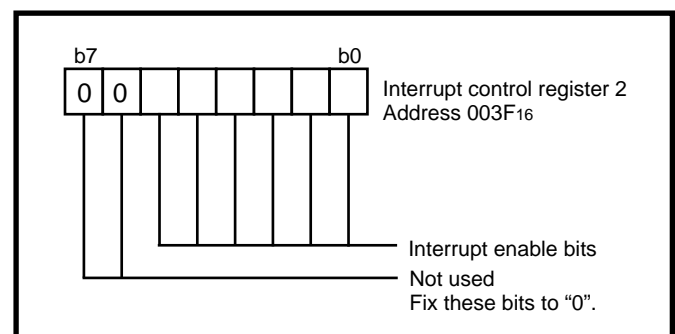 b7 b0
0 0
Interrupt control register 2
Address 003F16
Interrupt enable bits
Not used
Fix these bits to “0”.